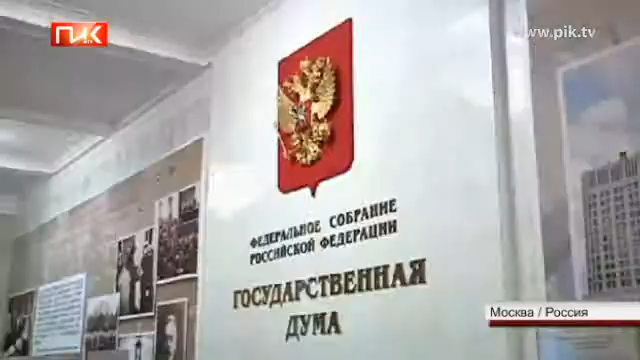 ПИК
www.pik.tv
ФЕДЕРАЛЬНОЕ СОБРАНИЕ
РОССИЙСКОЙ ФЕДЕРАЦИИ
ГОСУДАРСТВЕННАЯ
ДУМА
Москва / Россия